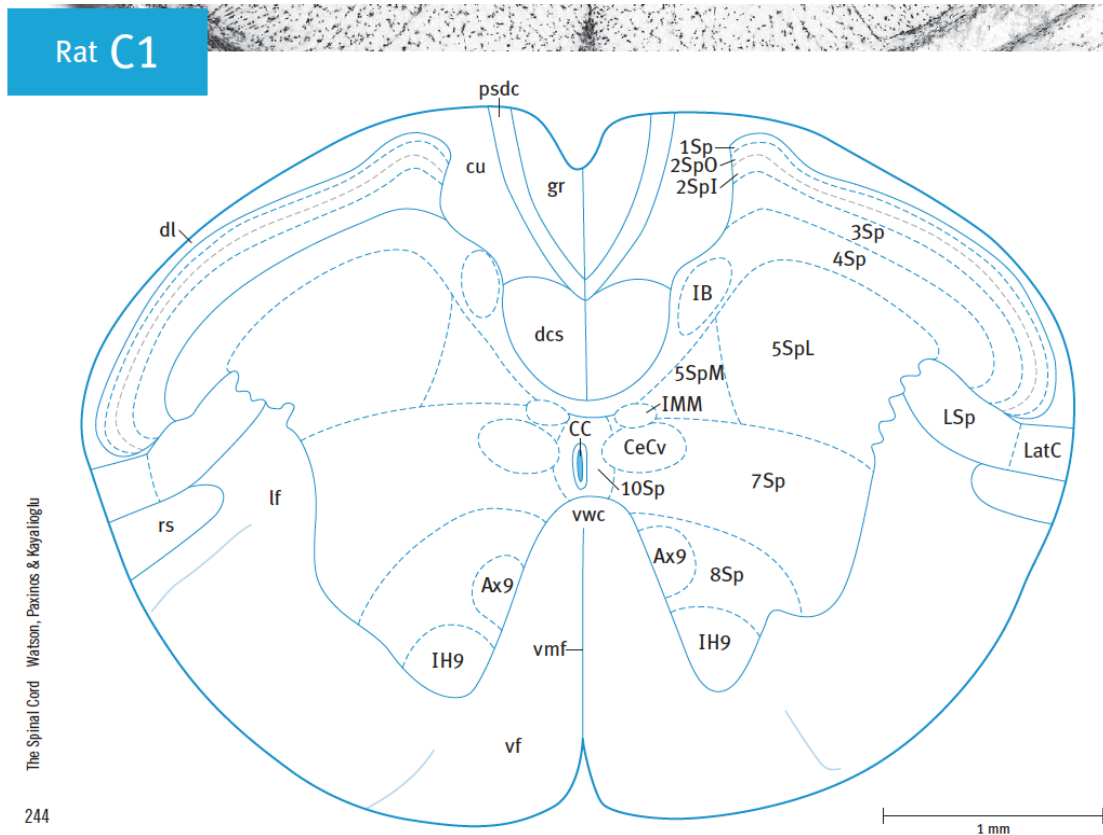 Rat C1
psdc
cu
gr
1Sp
2SpO
2SpI
dl
3Sp
4Sp
IB
dcs
5SpL
5SpM
IMM
LSp
CC
CeCv
LatC
7Sp
10Sp
lf
rs
vwc
Ax9
Ax9
8Sp
IH9
vmf
IH9
vf
The Spinal Cord Watson, Paxinos & Kayalioglu
244
1 mm